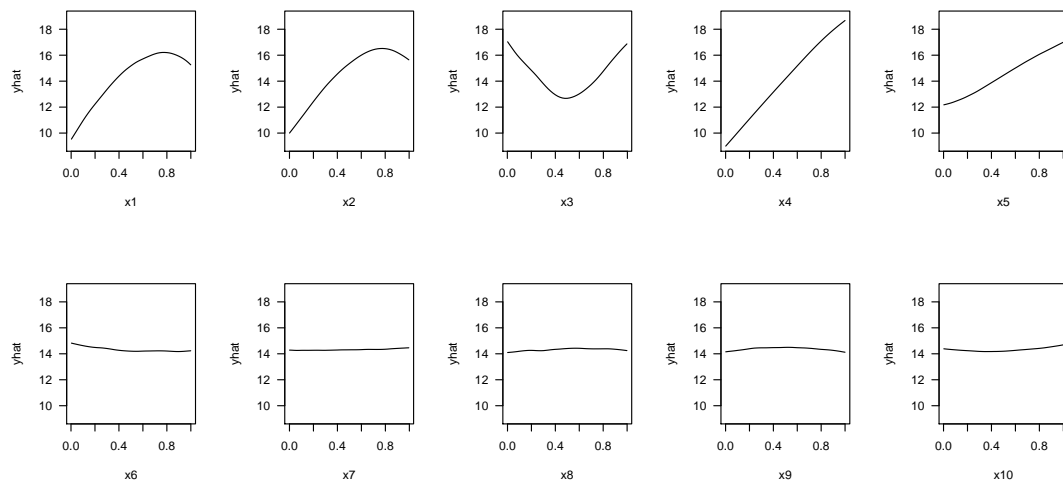 yhat 10 12 14 16 18 0.0 0.4 0.8 x1
yhat 10 12 14 16 18 0.0 0.4 0.8 x2
yhat 10 12 14 16 18 0.0 0.4 0.8 x3
yhat 10 12 14 16 18 0.0 0.4 0.8 x4
yhat 10 12 14 16 18 0.0 0.4 0.8 x5
yhat 10 12 14 16 18 0.0 0.4 0.8 x6
yhat 10 12 14 16 18 0.0 0.4 0.8 x7
yhat 10 12 14 16 18 0.0 0.4 0.8 x8
yhat 10 12 14 16 18 0.0 0.4 0.8 x9
yhat 10 12 14 16 18 0.0 0.4 0.8 x10